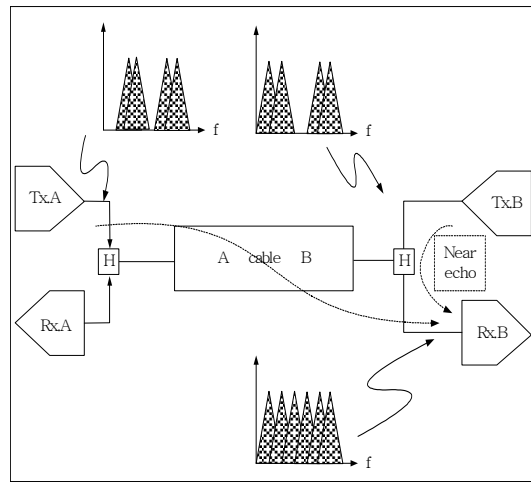 f
f
Tx.A
Tx.B
H
A cable B
H
Near
echo
Rx.A
Rx.B
f